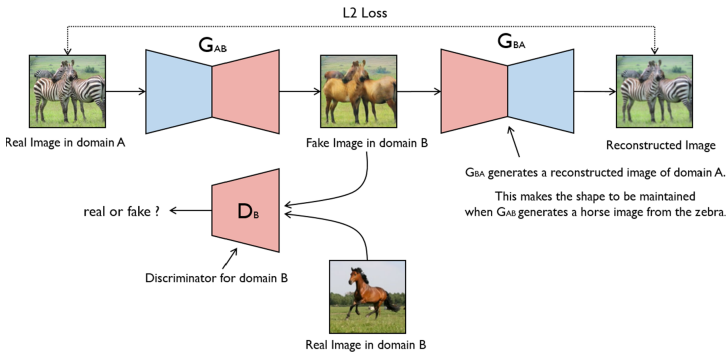 L2 Loss
GAB
GBA
Real Image in domain A
Fake Image in domain B
Reconstructed Image
GBA generates a reconstructed image of domain A.
This makes the shape to be maintained
when GAB generates a horse image from the zebra.
real or fake ?
DB
Discriminator for domain B
Real Image in domain B